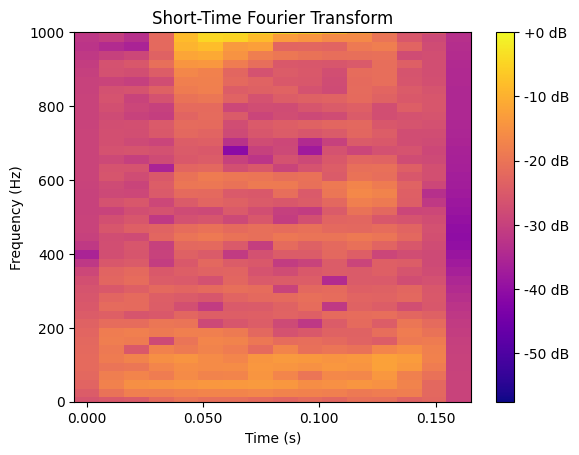 Short-Time Fourier Transform
1000
800
600
400
200
0
Frequency (Hz)
0.000
0.050
0.100
0.150
Time (s)
+0 dB
-10 dB
-20 dB
-30 dB
-40 dB
-50 dB